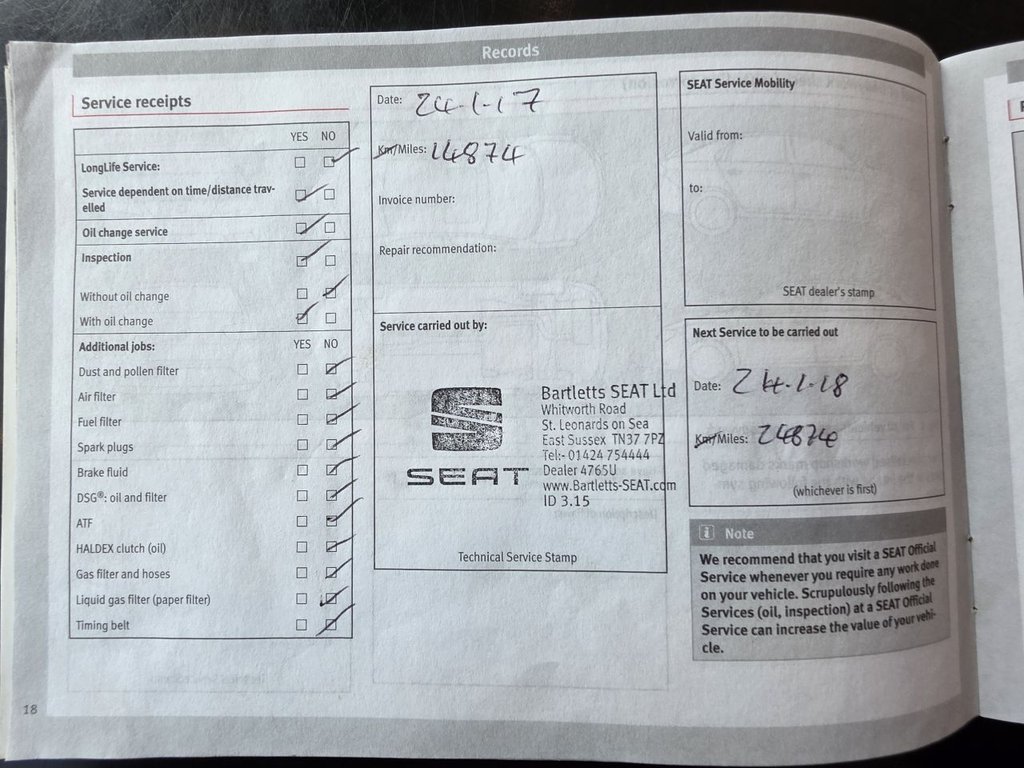 Records
Service receipts
YES NO
LongLife Service:
Service dependent on time/distance trav-
elled
Oil change service
Inspection
Without oil change
With oil change
Additional jobs: YES NO
Dust and pollen filter
Air filter
Fuel filter
Spark plugs
Brake fluid
DSG®: oil and filter
ATF
HALDEX clutch (oil)
Gas filter and hoses
Liquid gas filter (paper filter)
Timing belt
18
Date: 24.1.17
Km/Miles: 14874
Invoice number:
Repair recommendation:
Service carried out by:
SEAT
Bartletts SEAT Ltd
Whitworth Road
St. Leonards on Sea
East Sussex TN37 7PZ
Tel:- 01424 754444
Dealer 4765U
www.Bartletts-SEAT.com
ID 3.15
Technical Service Stamp
SEAT Service Mobility
Valid from:
to:
SEAT dealer's stamp
Next Service to be carried out
Date: 24.1.18
Km/Miles: 24874
(whichever is first)
i Note
We recommend that you visit a SEAT Official
Service whenever you require any work done
on your vehicle. Scrupulously following the
Services (oil, inspection) at a SEAT Official
Service can increase the value of your vehi-
cle.